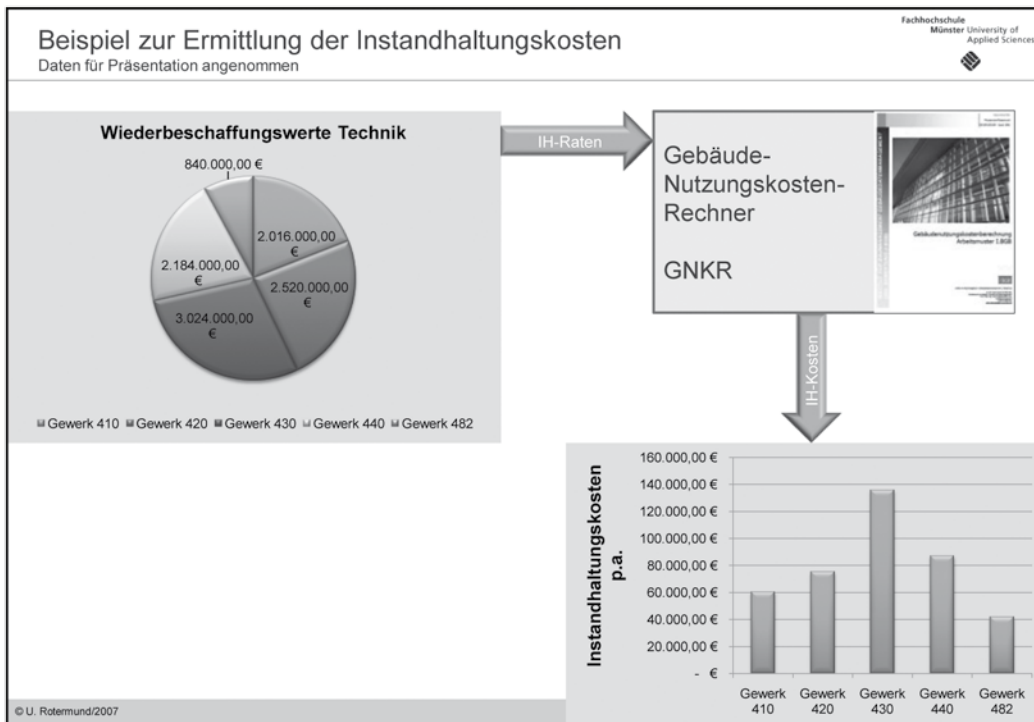 Beispiel zur Ermittlung der Instandhaltungskosten
Daten für Präsentation angenommen
Fachhochschule
Münster University of
Applied Sciences
Wiederbeschaffungswerte Technik
840.000,00 €
2.016.000,00
€
2.184.000,00
€
2.520.000,00
€
3.024.000,00
€
Gewerk 410 Gewerk 420 Gewerk 430 Gewerk 440 Gewerk 482
IH-Raten
Gebäude-
Nutzungskosten-
Rechner
GNKR
Gebäudenutzungskostenberechnung
IH-Kosten
Instandhaltungskosten
p.a.
160.000,00 €
140.000,00 €
120.000,00 €
100.000,00 €
80.000,00 €
60.000,00 €
40.000,00 €
20.000,00 €
- €
Gewerk Gewerk Gewerk Gewerk Gewerk
410 420 430 440 482
© U. Rotermund/2007